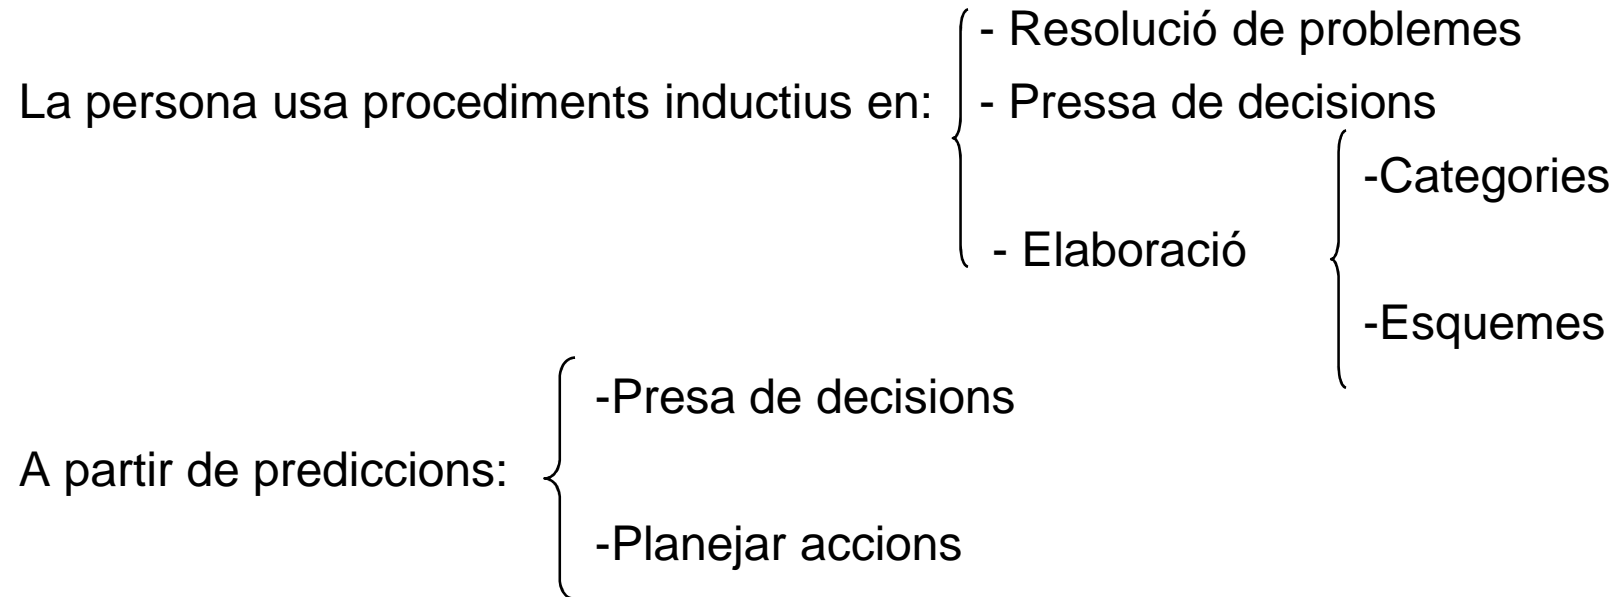 - Resolució de problemes
La persona usa procediments inductius en:
- Pressa de decisions
-Categories
- Elaboració
-Esquemes
-Presa de decisions
A partir de prediccions:
-Planejar accions